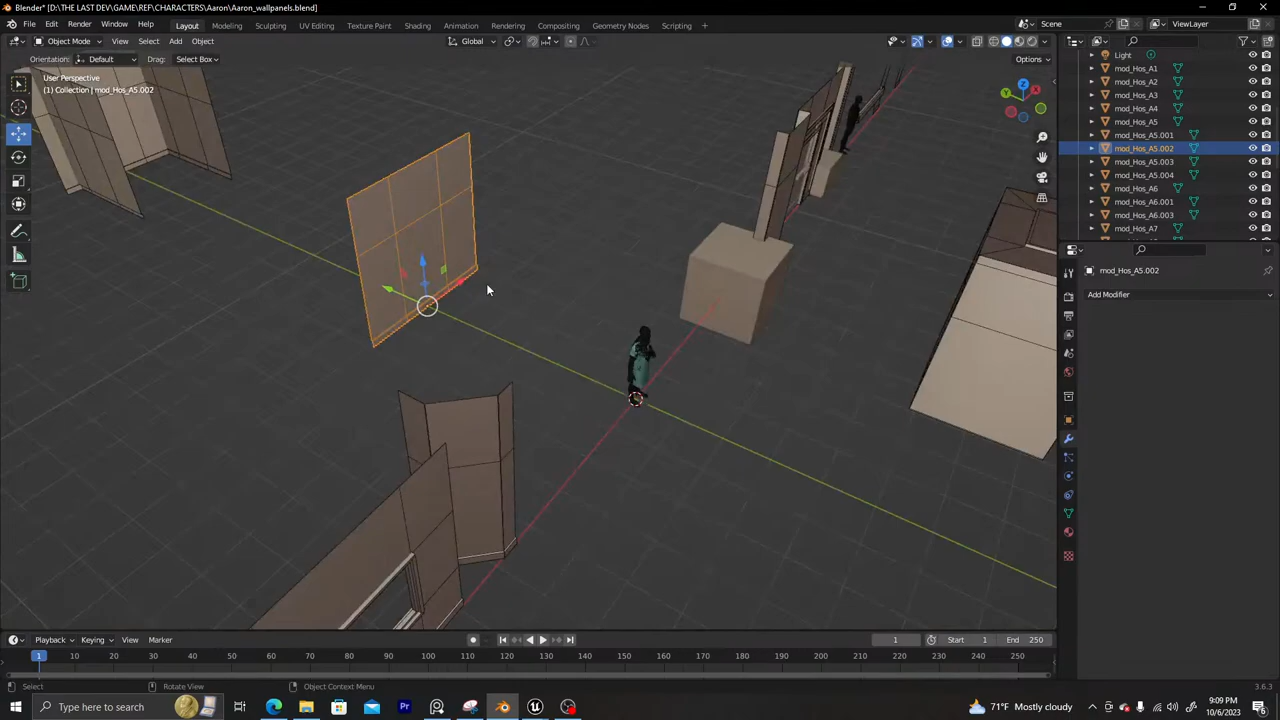 Blender* [D:\THE LAST DEV\GAME\REF\CHARACTERS\Aaron\Aaron_wallpanels.blend]
File Edit Render Window Help Layout Modeling Sculpting UV Editing Texture Paint Shading Animation Rendering Compositing Geometry Nodes Scripting + Scene ViewLayer
Object Mode View Select Add Object Global
Orientation: Default Drag: Select Box Options
User Perspective
(1) Collection | mod_Hos_A5.002
Y
X
Z
Light
mod_Hos_A1
mod_Hos_A2
mod_Hos_A3
mod_Hos_A4
mod_Hos_A5
mod_Hos_A5.001
mod_Hos_A5.002
mod_Hos_A5.003
mod_Hos_A5.004
mod_Hos_A6
mod_Hos_A6.001
mod_Hos_A6.003
mod_Hos_A7
mod_Hos_A5.002
Add Modifier
Playback Keying View Marker 1 Start 1 End 250
1 10 20 30 40 50 60 70 80 90 100 110 120 130 140 150 160 170 180 190 200 210 220 230 240 250
Select Rotate View Object Context Menu 3.6.3
Type here to search Pr 71°F Mostly cloudy 9:09 PM
10/6/2023